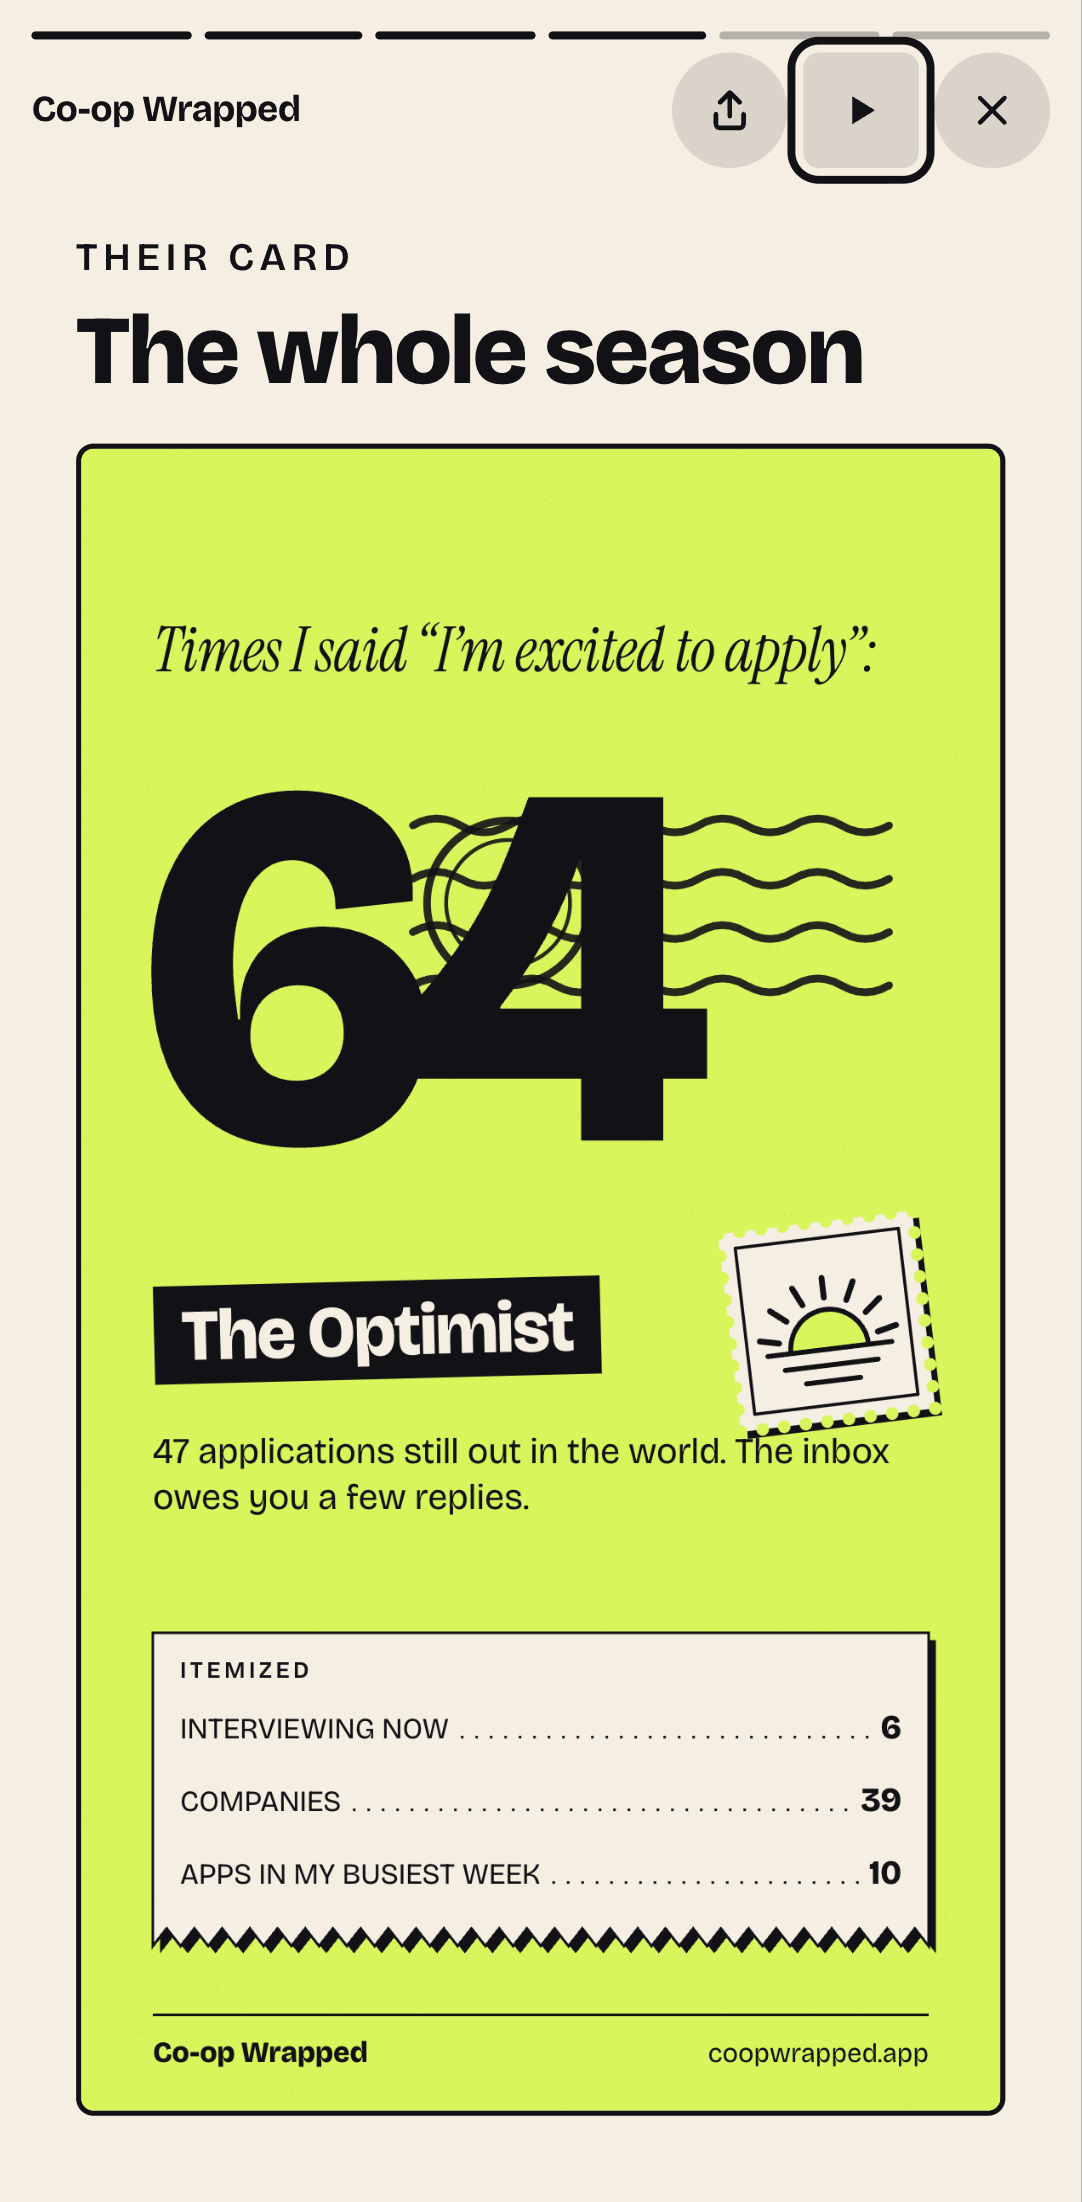 Co-op Wrapped
THEIR CARD
The whole season
Times I said “I’m excited to apply”:
64
The Optimist
47 applications still out in the world. The inbox
owes you a few replies.
ITEMIZED
INTERVIEWING NOW . . . . . . . . . . . . . . . . . . . . . . . . . . . . . 6
COMPANIES . . . . . . . . . . . . . . . . . . . . . . . . . . . . . . . . . . . 39
APPS IN MY BUSIEST WEEK . . . . . . . . . . . . . . . . . . . . . . 10
Co-op Wrapped coopwrapped.app